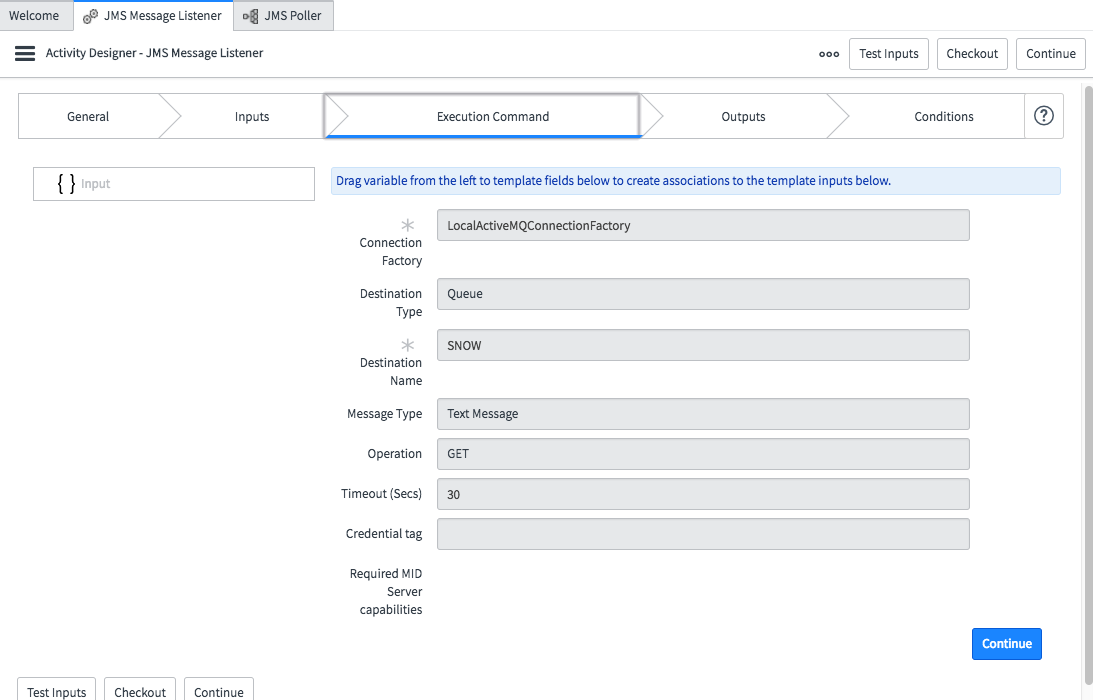 Welcome
JMS Message Listener
JMS Poller
Activity Designer - JMS Message Listener
Test Inputs
Checkout
Continue
General
Inputs
Execution Command
Outputs
Conditions
?
{ } Input
Drag variable from the left to template fields below to create associations to the template inputs below.
Connection
Factory
LocalActiveMQConnectionFactory
Destination
Type
Queue
Destination
Name
SNOW
Message Type
Text Message
Operation
GET
Timeout (Secs)
30
Credential tag
Required MID
Server
capabilities
Continue
Test Inputs
Checkout
Continue